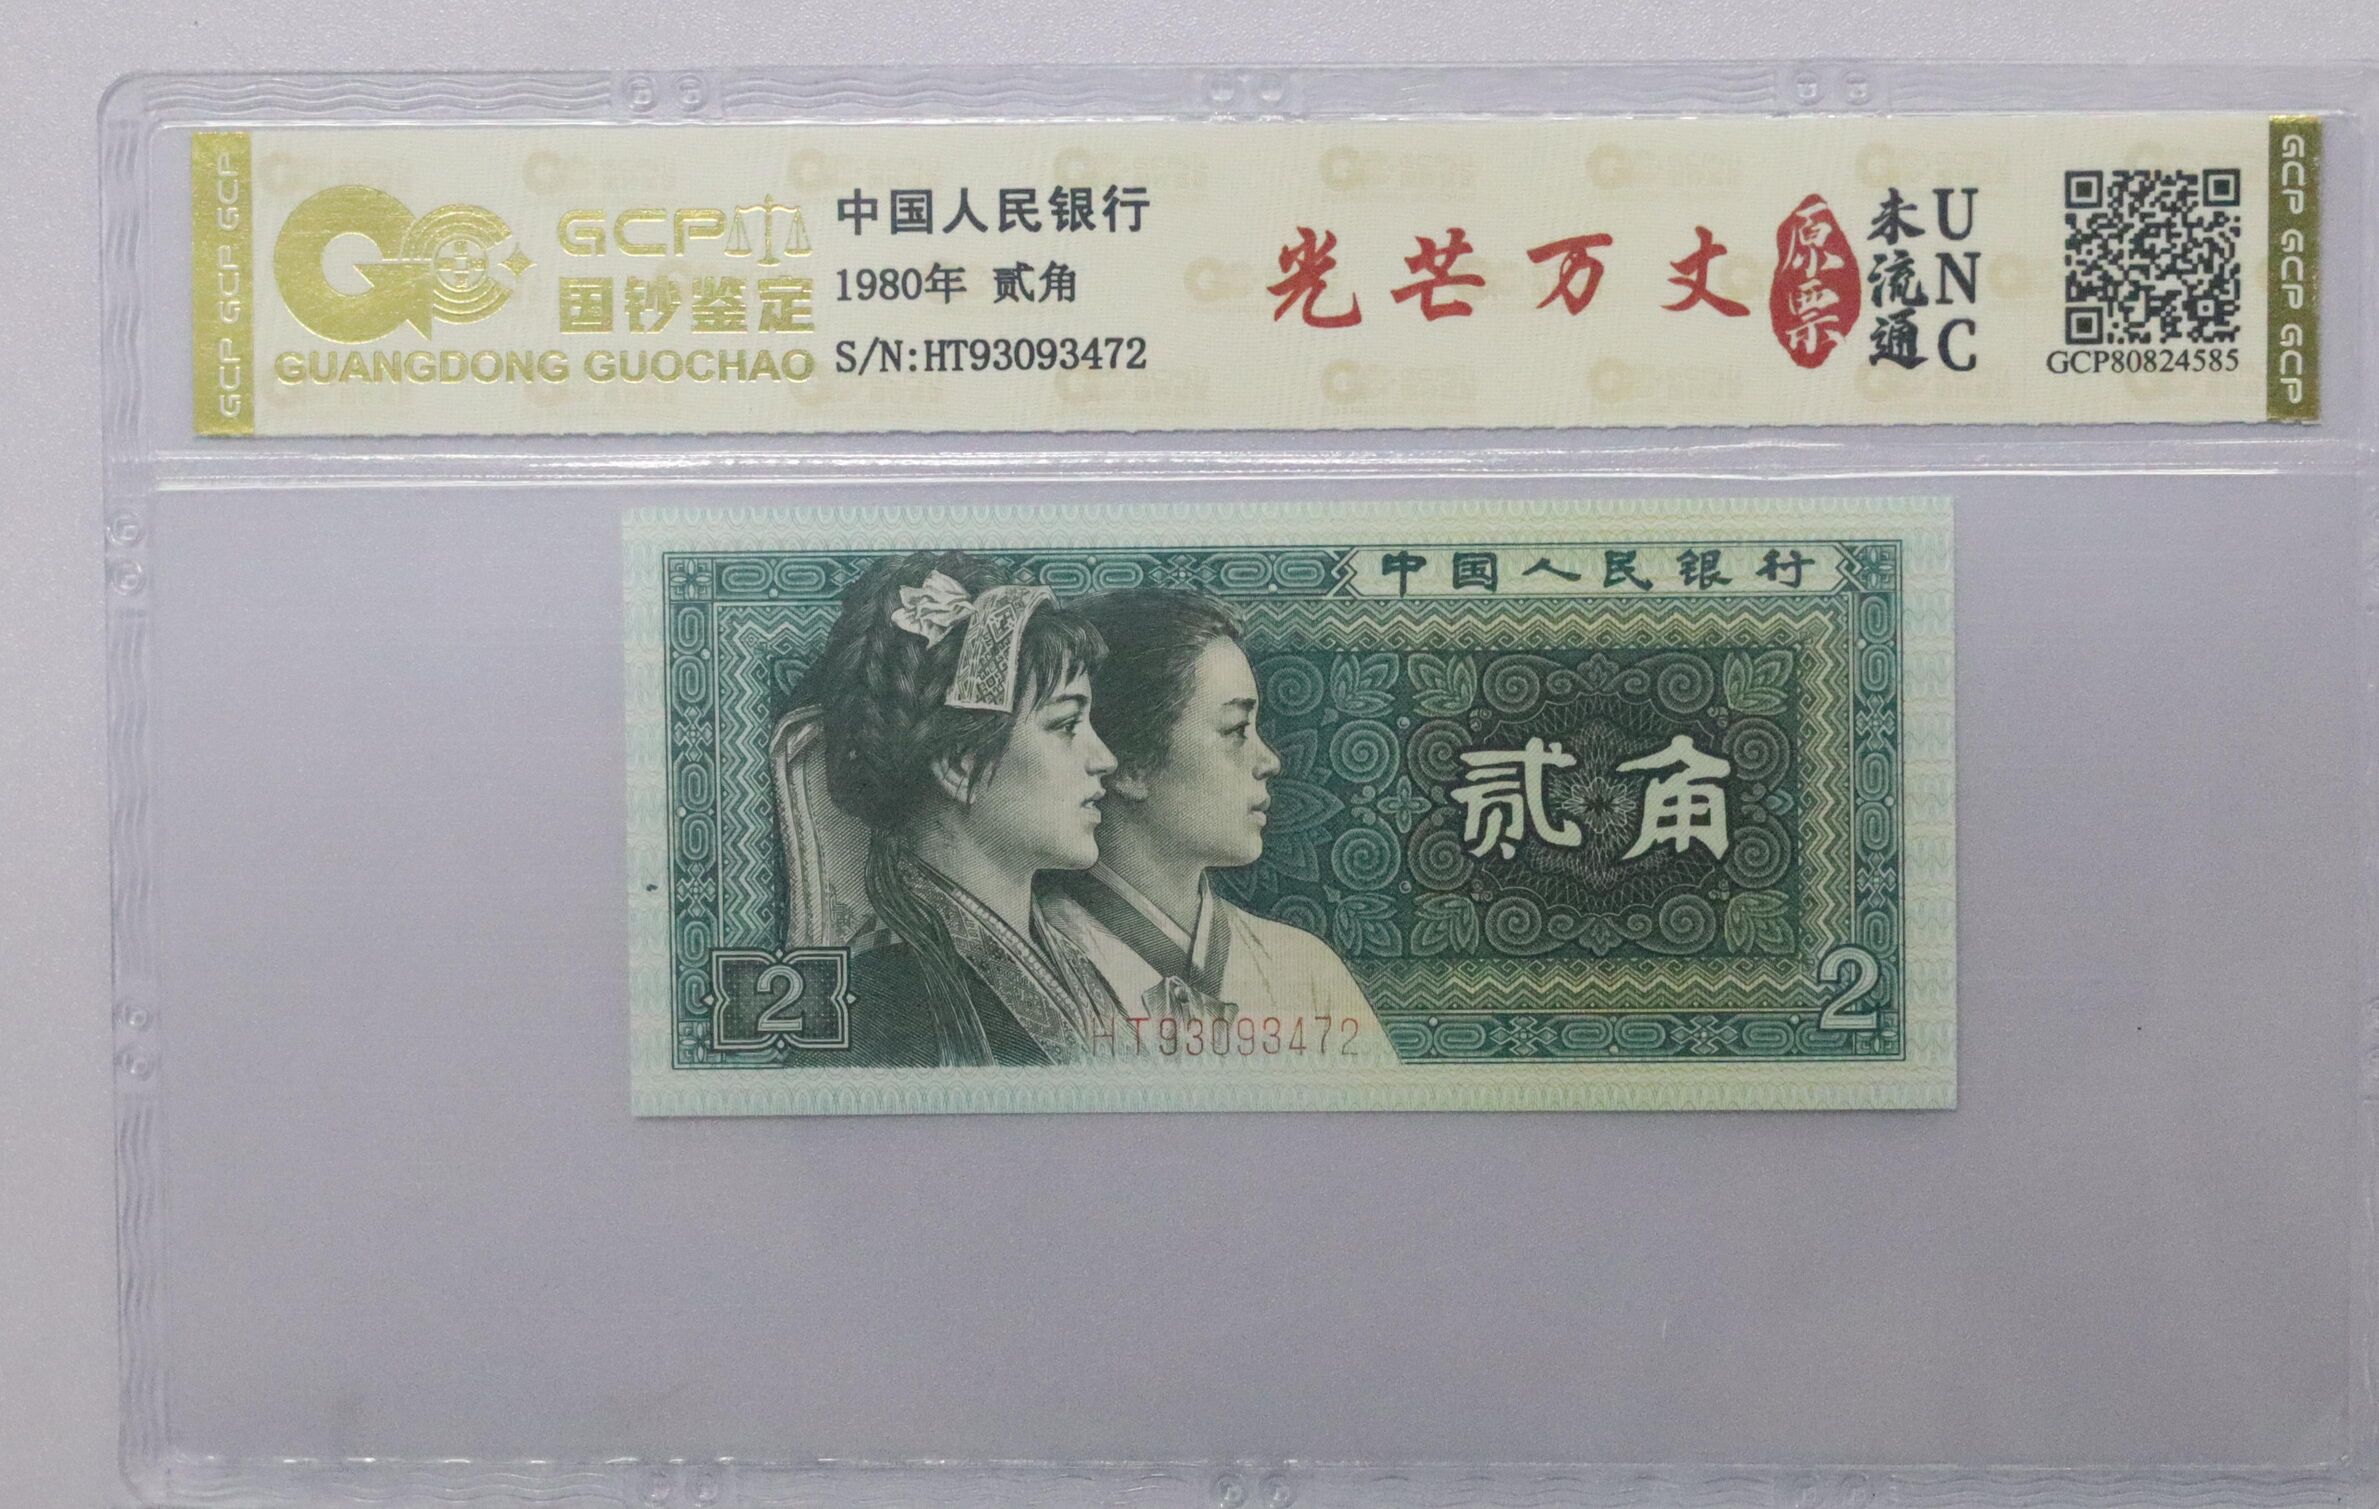 GCP GCP GCP
GCP
国钞鉴定
GUANGDONG GUOCHAO
中国人民银行
1980年 贰角
S/N:HT93093472
光芒万丈
原票
未流通
UNC
GCP80824585
GCP GCP GCP
中国人民银行
贰角
2
2
HT93093472